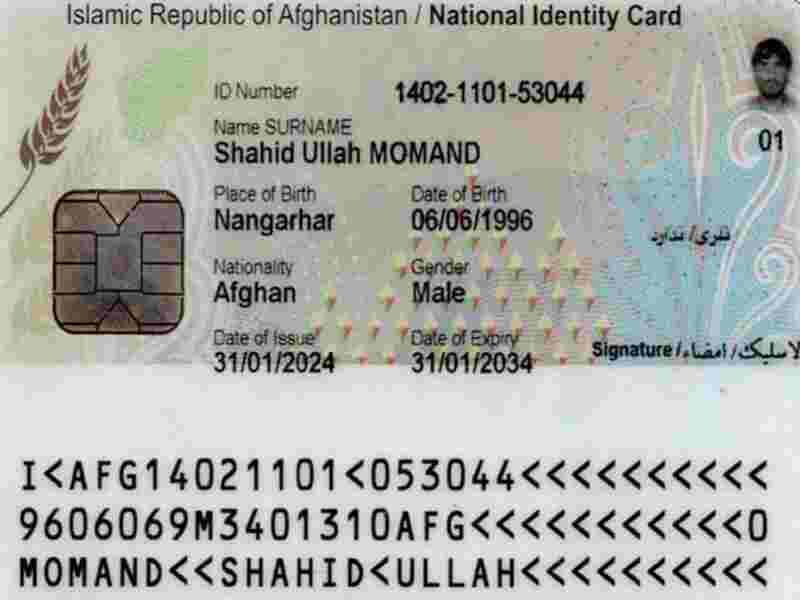 Islamic Republic of Afghanistan / National Identity Card
ID Number 1402-1101-53044
Name SURNAME
Shahid Ullah MOMAND
01
Place of Birth Date of Birth
Nangarhar 06/06/1996
نلري/ ندارد
Nationality Gender
Afghan Male
Date of Issue Date of Expiry
31/01/2024 31/01/2034
Signature / امضاء / لاسلیک
I<AFG14021101<053044<<<<<<<<<<
9606069M3401310AFG<<<<<<<<<<<0
MOMAND<<SHAHID<ULLAH<<<<<<<<<<